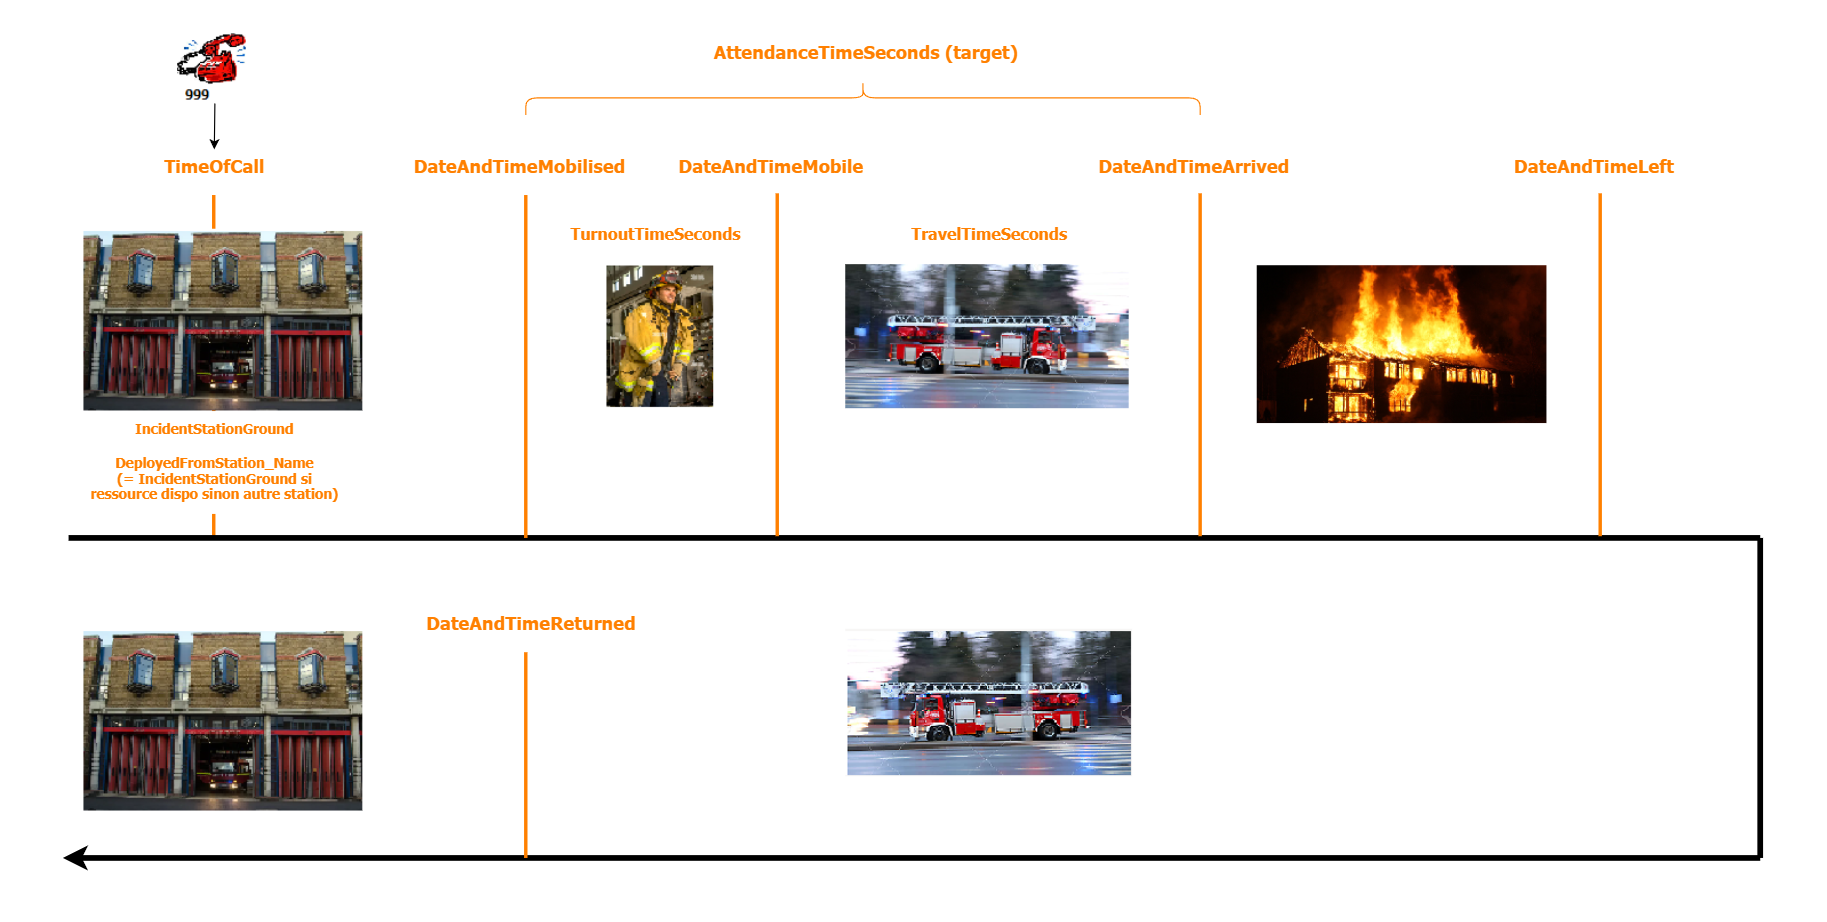 999
AttendanceTimeSeconds (target)
TimeOfCall
DateAndTimeMobilised
DateAndTimeMobile
DateAndTimeArrived
DateAndTimeLeft
TurnoutTimeSeconds
TravelTimeSeconds
IncidentStationGround
DeployedFromStation_Name
(= IncidentStationGround si
ressource dispo sinon autre station)
DateAndTimeReturned